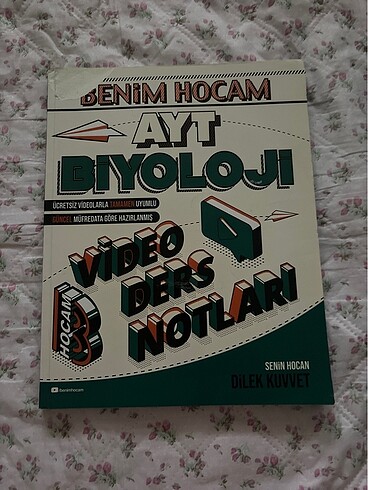 BENİM HOCAM
AYT
BİYOLOJİ
ÜCRETSİZ VİDEOLARLA TAMAMEN UYUMLU
GÜNCEL MÜFREDATA GÖRE HAZIRLANMIŞ
VİDEO
DERS
NOTLARI
HOCAM
B
SENİN HOCAN
DİLEK KUVVET
Benimhocam